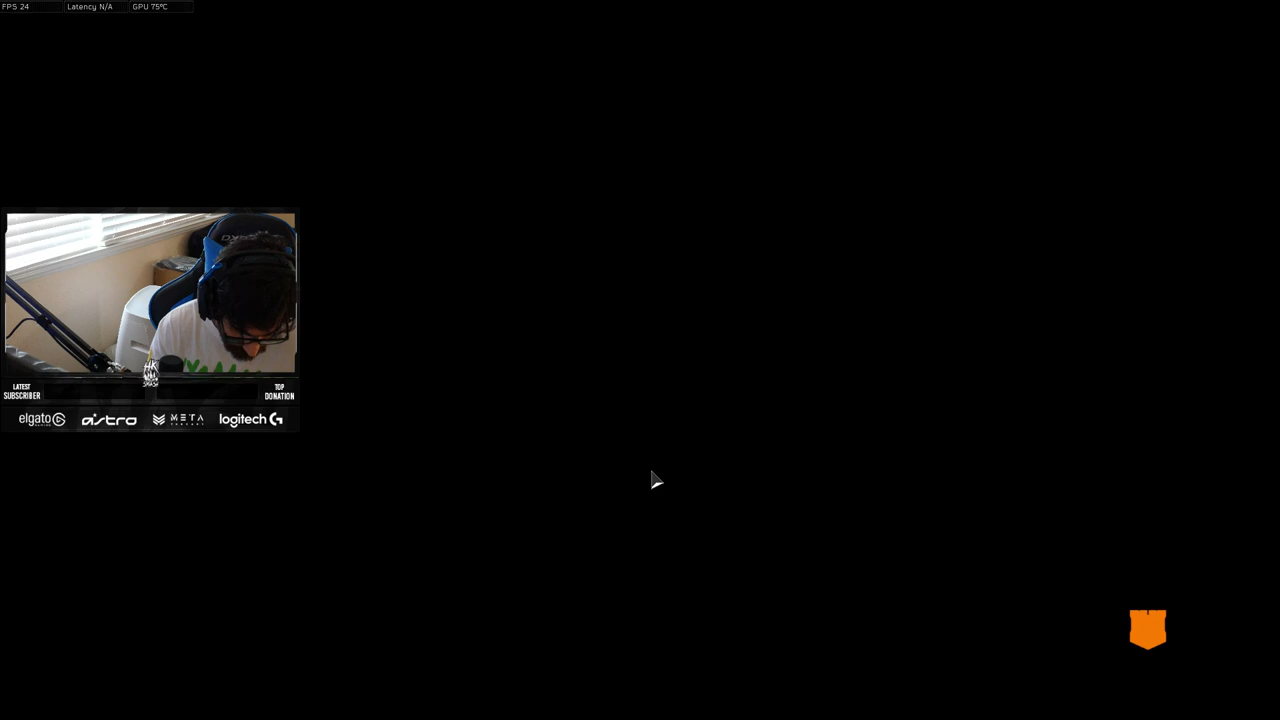 FPS 24 Latency N/A GPU 75°C
LATEST
SUBSCRIBER
TOP
DONATION
elgato astro META logitech G